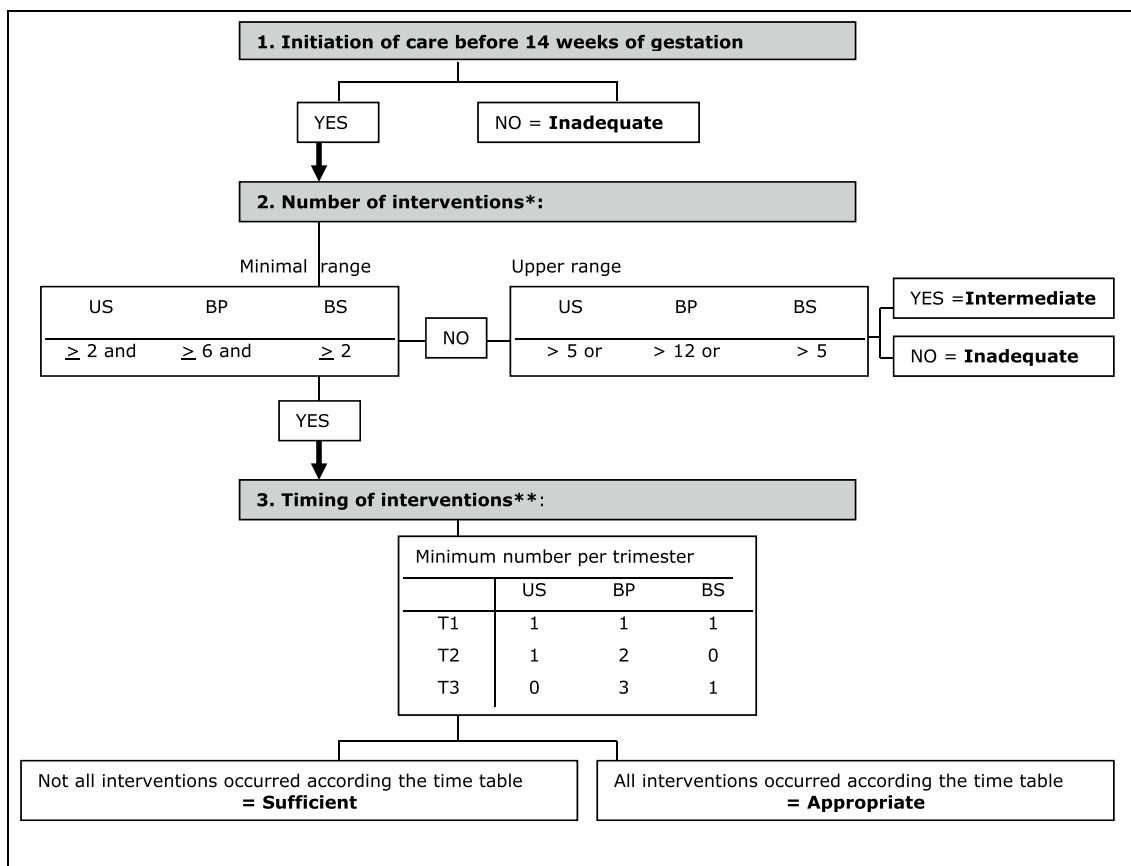 1. Initiation of care before 14 weeks of gestation
YES
NO = Inadequate
2. Number of interventions*:
Minimal range
Upper range
US BP BS
≥ 2 and ≥ 6 and ≥ 2
NO
US BP BS
> 5 or > 12 or > 5
YES =Intermediate
NO = Inadequate
YES
3. Timing of interventions**:
Minimum number per trimester
US BP BS
T1 1 1 1
T2 1 2 0
T3 0 3 1
Not all interventions occurred according the time table
= Sufficient
All interventions occurred according the time table
= Appropriate